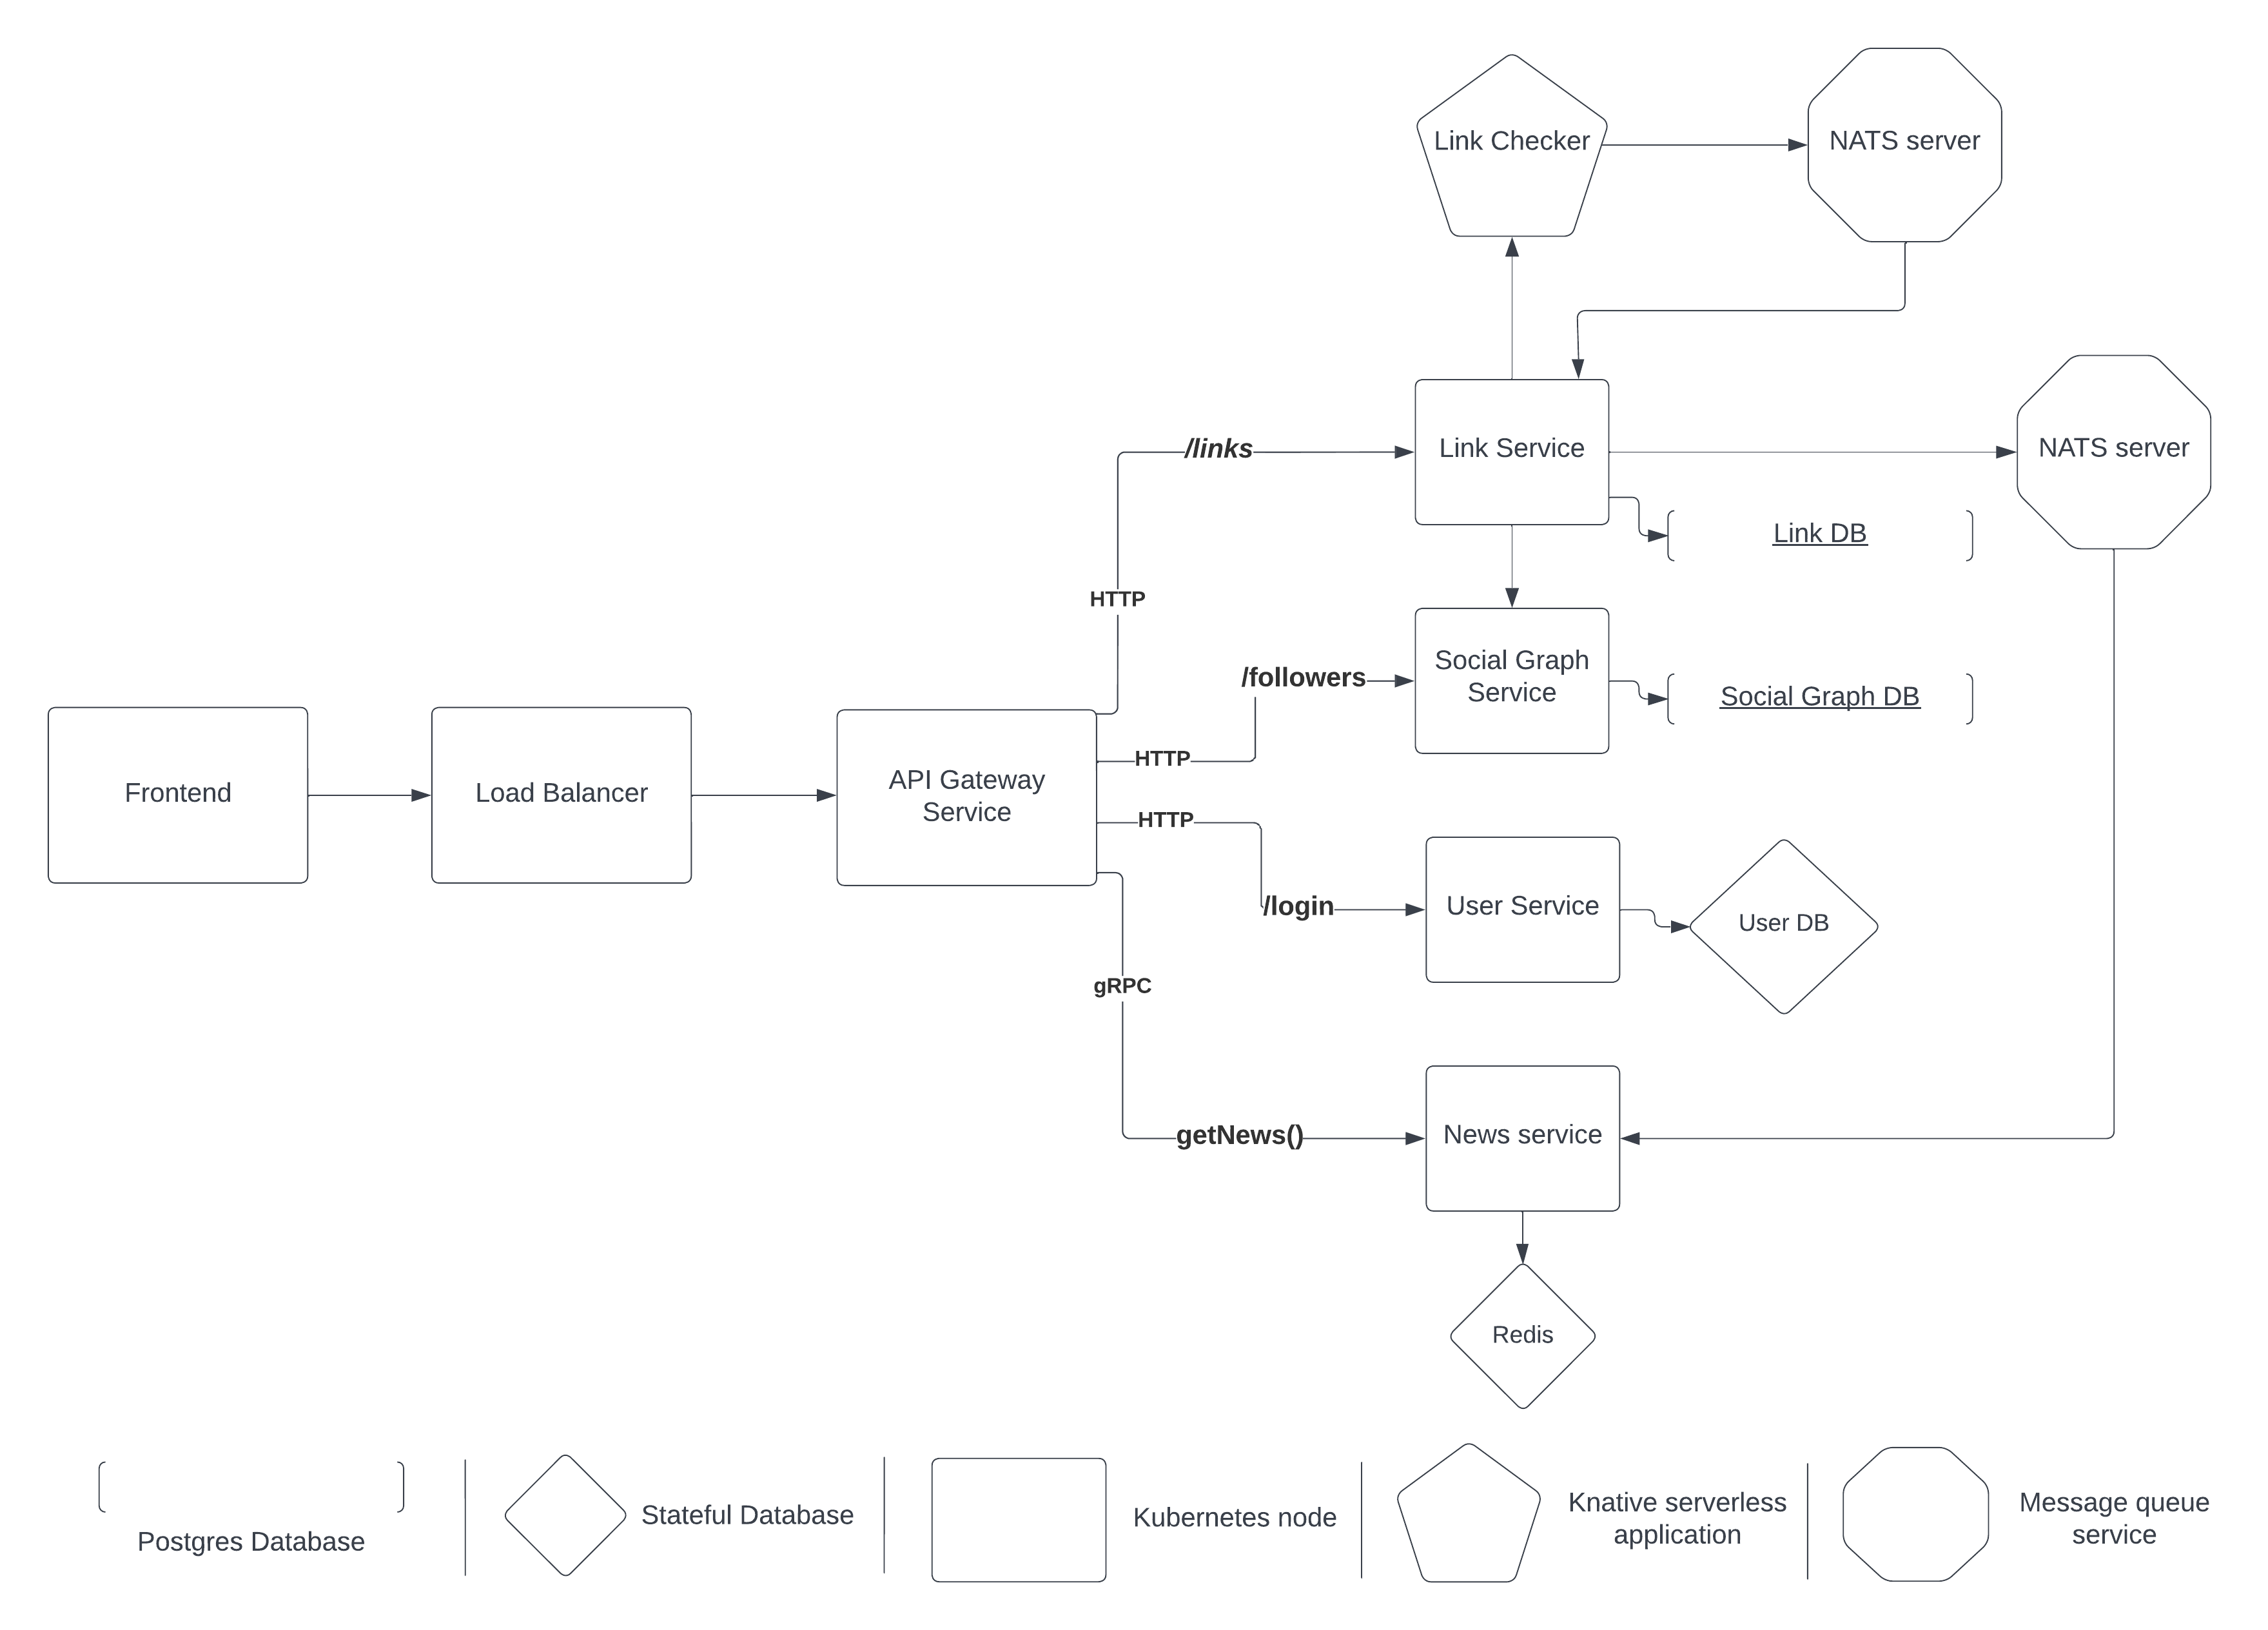 Link Checker
NATS server
/links
Link Service
NATS server
Link DB
HTTP
/followers
Social Graph
Service
Social Graph DB
Frontend
Load Balancer
API Gateway
Service
HTTP
HTTP
/login
User Service
User DB
gRPC
getNews()
News service
Redis
Postgres Database
Stateful Database
Kubernetes node
Knative serverless
application
Message queue
service